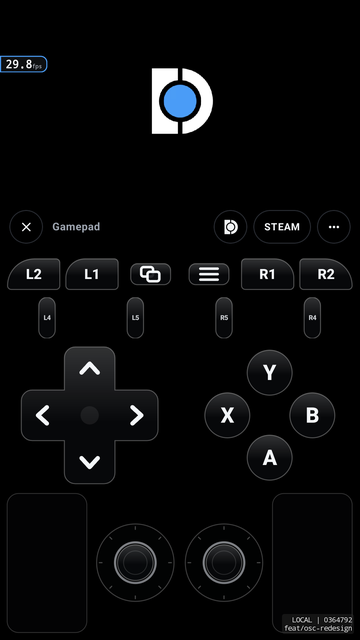 29.8fps
Gamepad
STEAM
L2 L1 R1 R2
L4 L5 R5 R4
Y
X B
A
LOCAL | 0364792
feat/osc-redesign